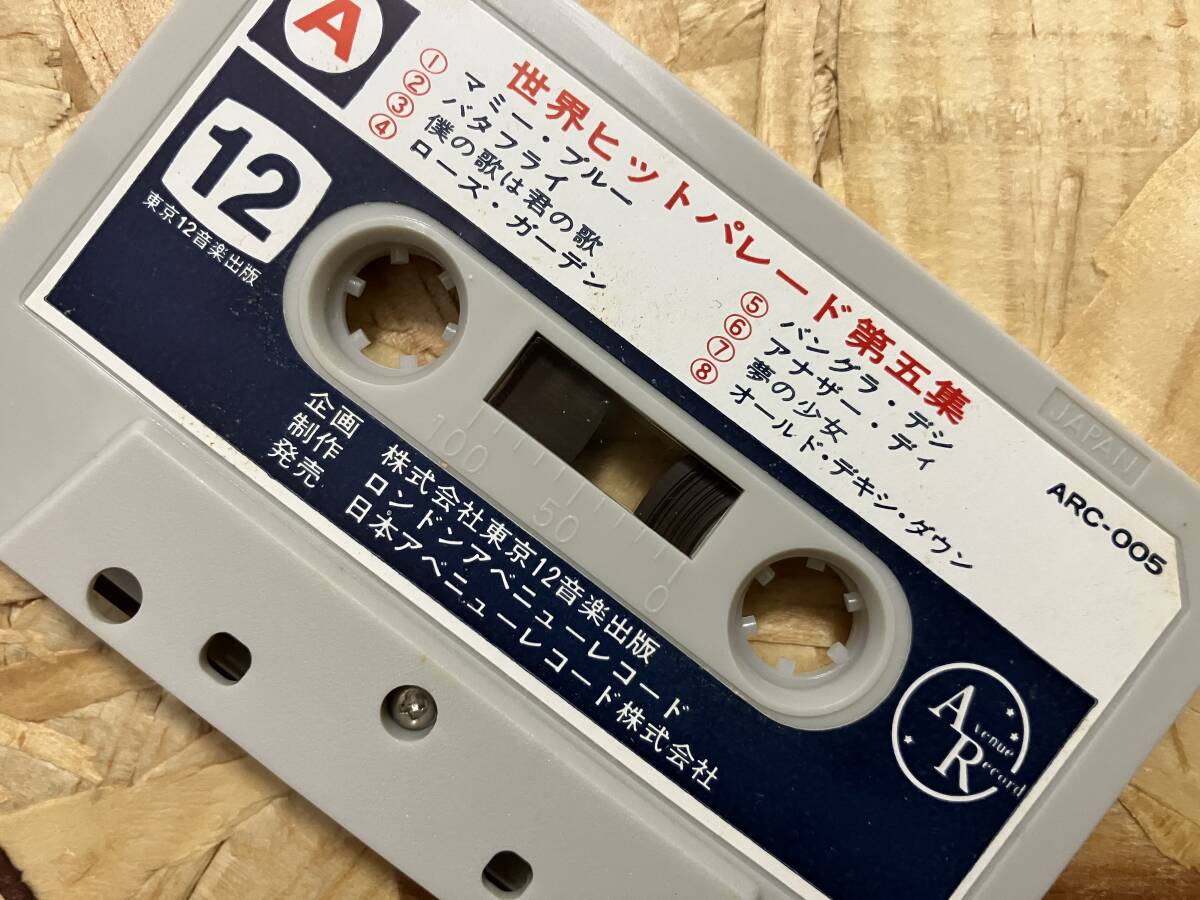 A
世界ヒットパレード第五集
① マミー・ブルー
② バタフライ
③ 僕の歌は君の歌
④ ローズ・ガーデン
⑤ バングラ・デシ
⑥ アナザー・ディ
⑦ 夢の少女
⑧ オールド・デキシ・ダウン
12
東京12音楽出版
JAPAN
ARC-005
100 50 0
企画 株式会社東京12音楽出版
制作 ロンドンアベニューレコード
発売 日本アベニューレコード株式会社
Avenue
Record